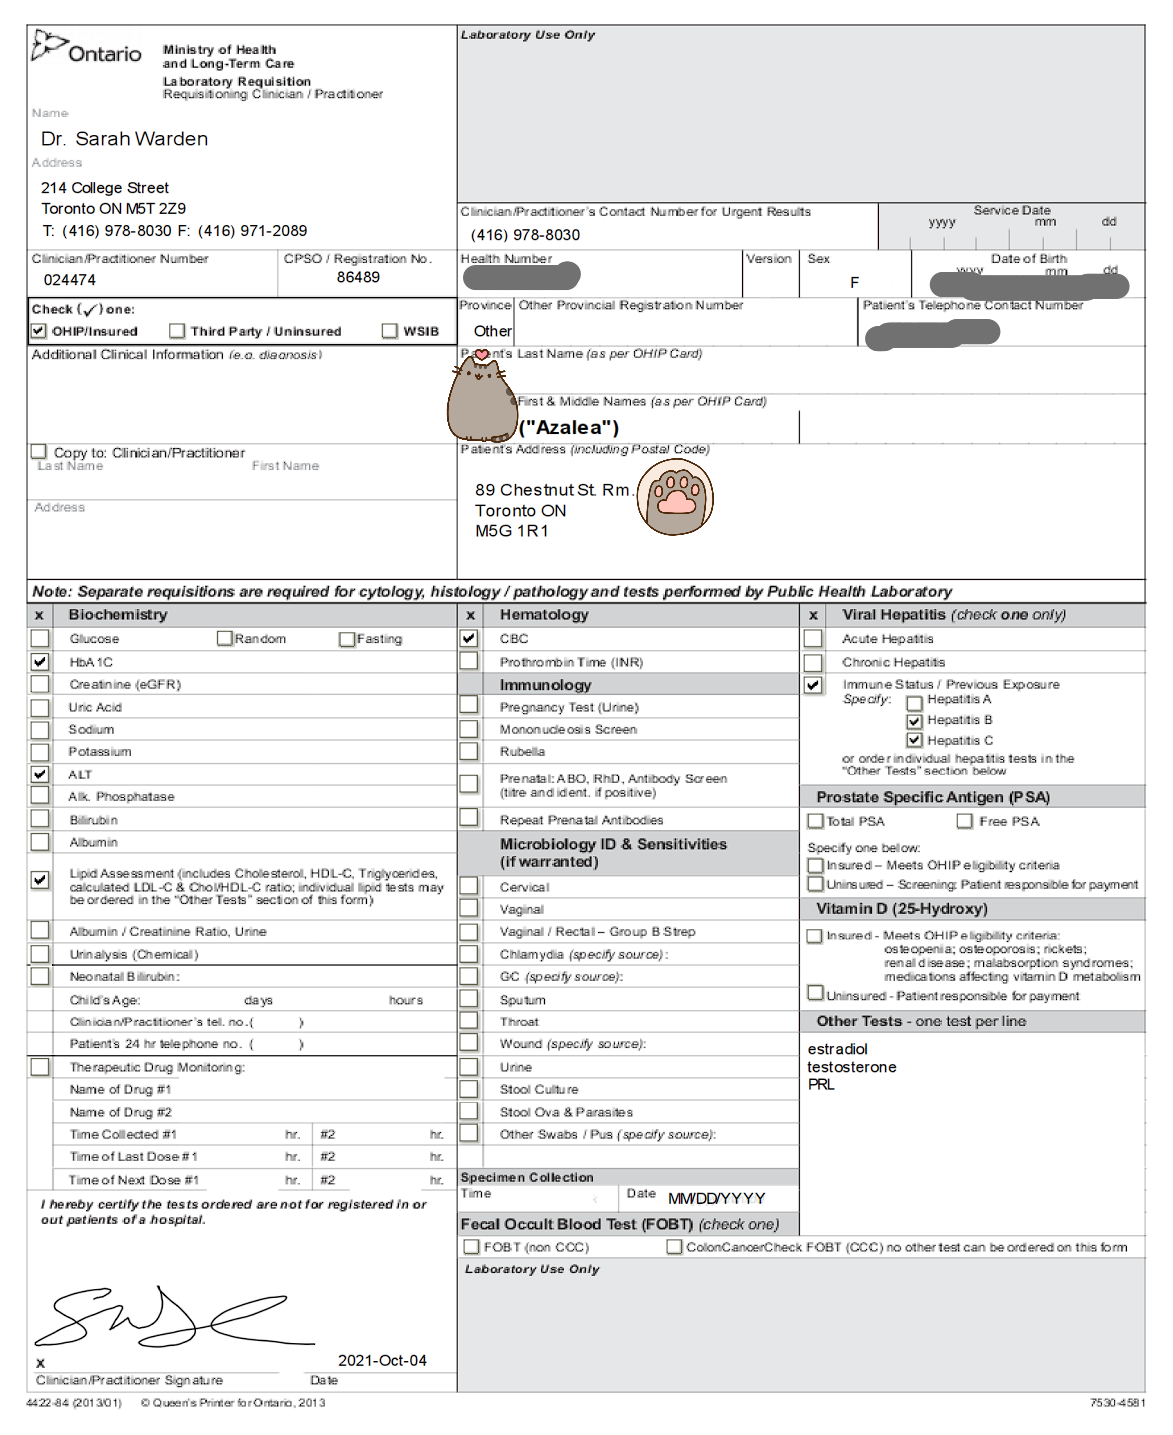 Ontario
Ministry of Health
and Long-Term Care
Laboratory Requisition
Requisitioning Clinician / Practitioner
Name
Dr. Sarah Warden
Address
214 College Street
Toronto ON M5T 2Z9
T: (416) 978-8030 F: (416) 971-2089
Clinician/Practitioner Number
024474
CPSO / Registration No.
86489
Check (✓) one:
OHIP/Insured
Third Party / Uninsured
WSIB
Additional Clinical Information (e.g. diagnosis)
Copy to: Clinician/Practitioner
Last Name
First Name
Address
Laboratory Use Only
Clinician/Practitioner's Contact Number for Urgent Results
(416) 978-8030
Service Date
yyyy mm dd
Health Number
Version
Sex
F
Date of Birth
yyyy mm dd
Province
Other
Other Provincial Registration Number
Patient's Telephone Contact Number
Patient's Last Name (as per OHIP Card)
First & Middle Names (as per OHIP Card)
("Azalea")
Patient's Address (including Postal Code)
89 Chestnut St. Rm.
Toronto ON
M5G 1R1
Note: Separate requisitions are required for cytology, histology / pathology and tests performed by Public Health Laboratory
x Biochemistry
Glucose Random Fasting
HbA1C
Creatinine (eGFR)
Uric Acid
Sodium
Potassium
ALT
Alk. Phosphatase
Bilirubin
Albumin
Lipid Assessment (includes Cholesterol, HDL-C, Triglycerides,
calculated LDL-C & Chol/HDL-C ratio; individual lipid tests may
be ordered in the "Other Tests" section of this form)
Albumin / Creatinine Ratio, Urine
Urinalysis (Chemical)
Neonatal Bilirubin:
Child's Age: days hours
Clinician/Practitioner's tel. no. ( )
Patient's 24 hr telephone no. ( )
Therapeutic Drug Monitoring:
Name of Drug #1
Name of Drug #2
Time Collected #1 hr. #2 hr.
Time of Last Dose #1 hr. #2 hr.
Time of Next Dose #1 hr. #2 hr.
I hereby certify the tests ordered are not for registered in or
out patients of a hospital.
x
2021-Oct-04
Clinician/Practitioner Signature
Date
x Hematology
CBC
Prothrombin Time (INR)
Immunology
Pregnancy Test (Urine)
Mononucleosis Screen
Rubella
Prenatal: ABO, RhD, Antibody Screen
(titre and ident. if positive)
Repeat Prenatal Antibodies
Microbiology ID & Sensitivities
(if warranted)
Cervical
Vaginal
Vaginal / Rectal – Group B Strep
Chlamydia (specify source):
GC (specify source):
Sputum
Throat
Wound (specify source):
Urine
Stool Culture
Stool Ova & Parasites
Other Swabs / Pus (specify source):
Specimen Collection
Time
Date MM/DD/YYYY
Fecal Occult Blood Test (FOBT) (check one)
FOBT (non CCC)
ColonCancerCheck FOBT (CCC) no other test can be ordered on this form
Laboratory Use Only
x Viral Hepatitis (check one only)
Acute Hepatitis
Chronic Hepatitis
Immune Status / Previous Exposure
Specify: Hepatitis A
Hepatitis B
Hepatitis C
or order individual hepatitis tests in the
"Other Tests" section below
Prostate Specific Antigen (PSA)
Total PSA Free PSA
Specify one below:
Insured – Meets OHIP eligibility criteria
Uninsured – Screening: Patient responsible for payment
Vitamin D (25-Hydroxy)
Insured - Meets OHIP eligibility criteria:
osteopenia; osteoporosis; rickets;
renal disease; malabsorption syndromes;
medications affecting vitamin D metabolism
Uninsured - Patient responsible for payment
Other Tests - one test per line
estradiol
testosterone
PRL
4422-84 (2013/01) © Queen's Printer for Ontario, 2013
7530-4581